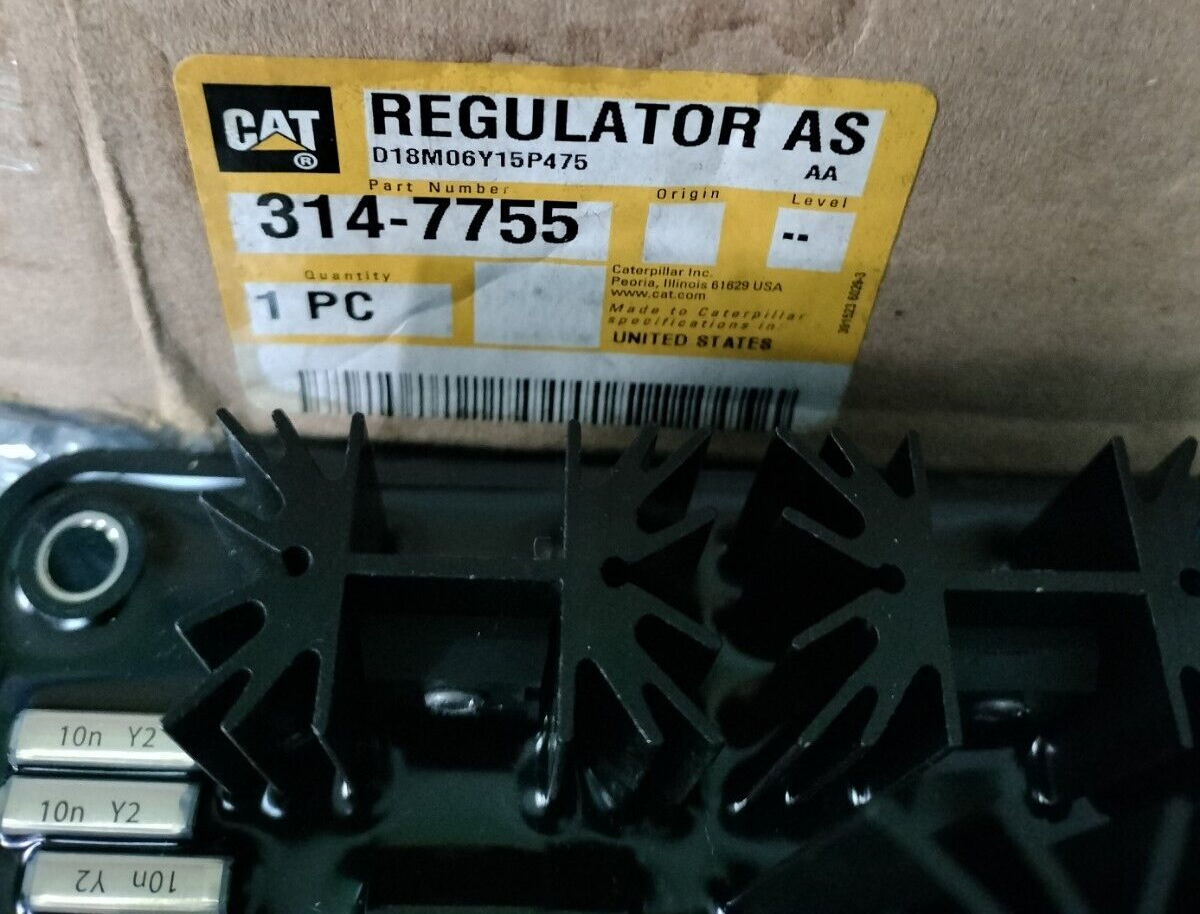 CAT®
REGULATOR AS
D18M06Y15P475
AA
Part Number
Origin
Level
314-7755
--
Quantity
1 PC
Caterpillar Inc.
Peoria, Illinois 61629 USA
www.cat.com
Made to Caterpillar
specifications in:
UNITED STATES
10n Y2
10n Y2
10n Y2